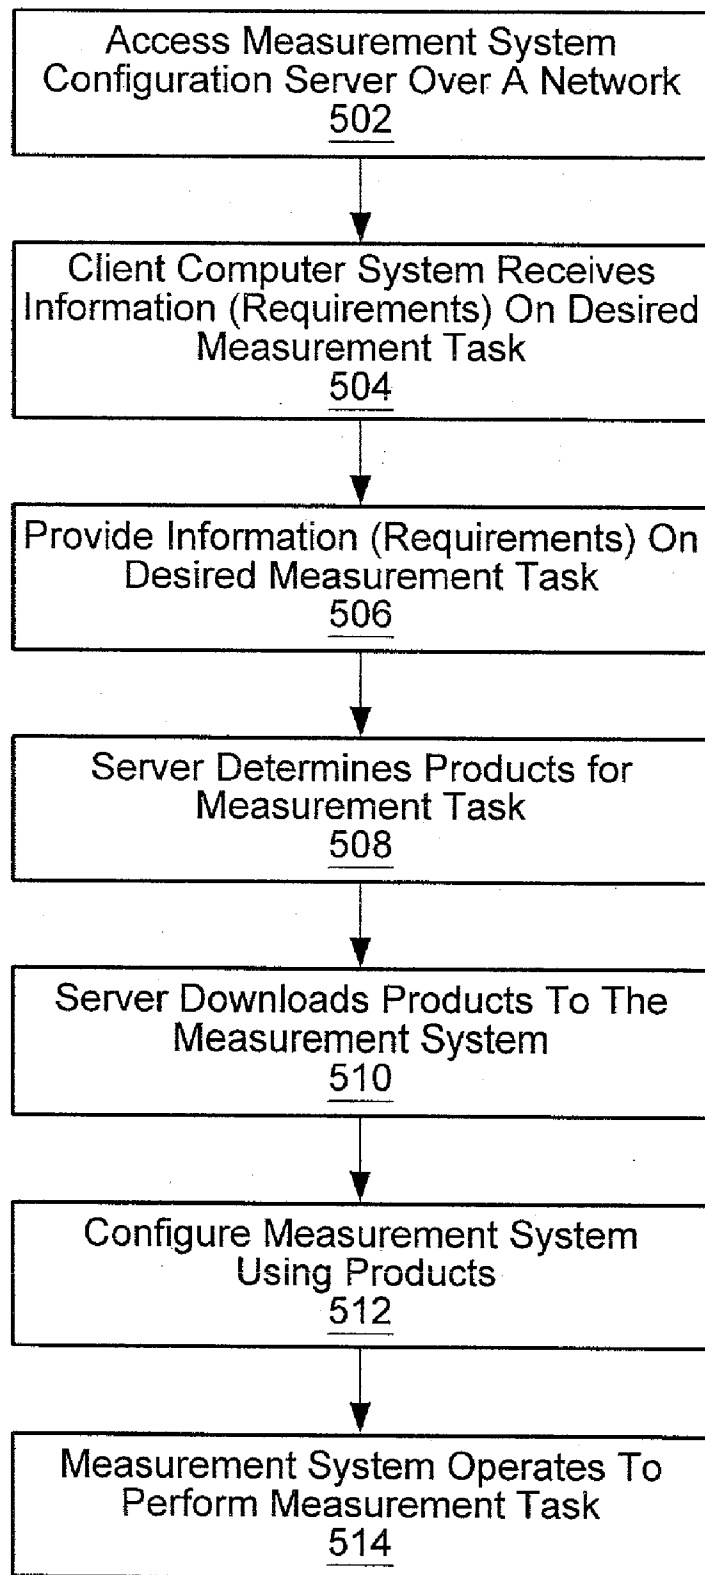 Access Measurement System
Configuration Server Over A Network
502
Client Computer System Receives
Information (Requirements) On Desired
Measurement Task
504
Provide Information (Requirements) On
Desired Measurement Task
506
Server Determines Products for
Measurement Task
508
Server Downloads Products To The
Measurement System
510
Configure Measurement System
Using Products
512
Measurement System Operates To
Perform Measurement Task
514